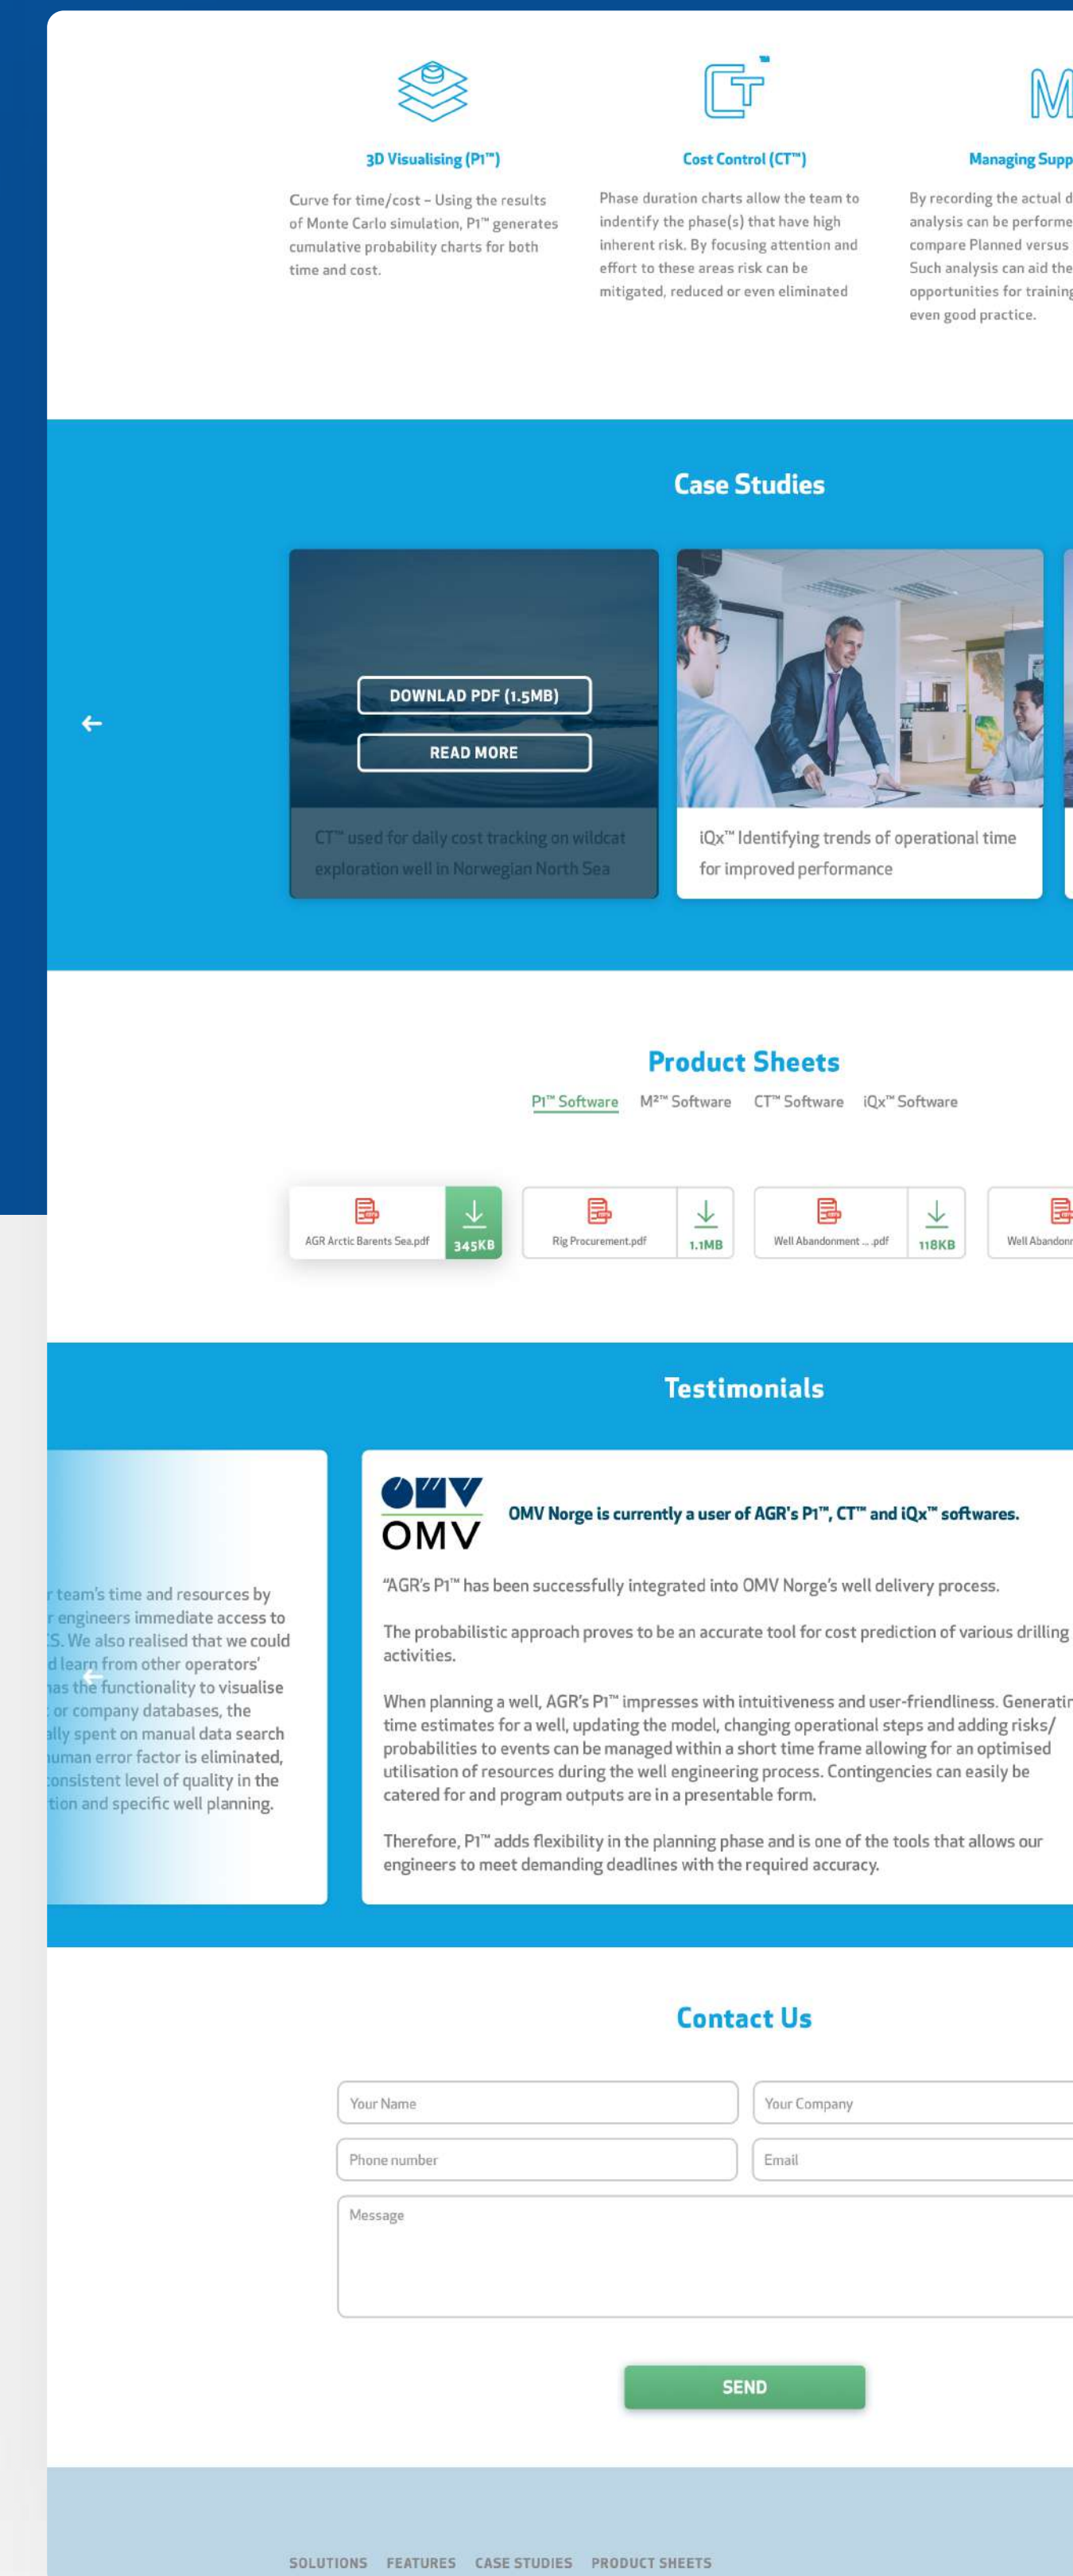 CT™
M
3D Visualising (P1™)
Cost Control (CT™)
Managing Supp
Curve for time/cost – Using the results
of Monte Carlo simulation, P1™ generates
cumulative probability charts for both
time and cost.
Phase duration charts allow the team to
indentify the phase(s) that have high
inherent risk. By focusing attention and
effort to these areas risk can be
mitigated, reduced or even eliminated
By recording the actual d
analysis can be performe
compare Planned versus
Such analysis can aid the
opportunities for training
even good practice.
Case Studies
DOWNLAD PDF (1.5MB)
READ MORE
CT™ used for daily cost tracking on wildcat
exploration well in Norwegian North Sea
iQx™ Identifying trends of operational time
for improved performance
Product Sheets
P1™ Software M²™ Software CT™ Software iQx™ Software
AGR Arctic Barents Sea.pdf
345KB
Rig Procurement.pdf
1.1MB
Well Abandonment ... .pdf
118KB
Well Abandon
Testimonials
r team's time and resources by
r engineers immediate access to
S. We also realised that we could
d learn from other operators'
has the functionality to visualise
or company databases, the
ally spent on manual data search
uman error factor is eliminated,
consistent level of quality in the
tion and specific well planning.
OMV
OMV
OMV Norge is currently a user of AGR's P1™, CT™ and iQx™ softwares.
“AGR's P1™ has been successfully integrated into OMV Norge's well delivery process.
The probabilistic approach proves to be an accurate tool for cost prediction of various drilling
activities.
When planning a well, AGR's P1™ impresses with intuitiveness and user-friendliness. Generatin
time estimates for a well, updating the model, changing operational steps and adding risks/
probabilities to events can be managed within a short time frame allowing for an optimised
utilisation of resources during the well engineering process. Contingencies can easily be
catered for and program outputs are in a presentable form.
Therefore, P1™ adds flexibility in the planning phase and is one of the tools that allows our
engineers to meet demanding deadlines with the required accuracy.
Contact Us
Your Name
Your Company
Phone number
Email
Message
SEND
SOLUTIONS FEATURES CASE STUDIES PRODUCT SHEETS